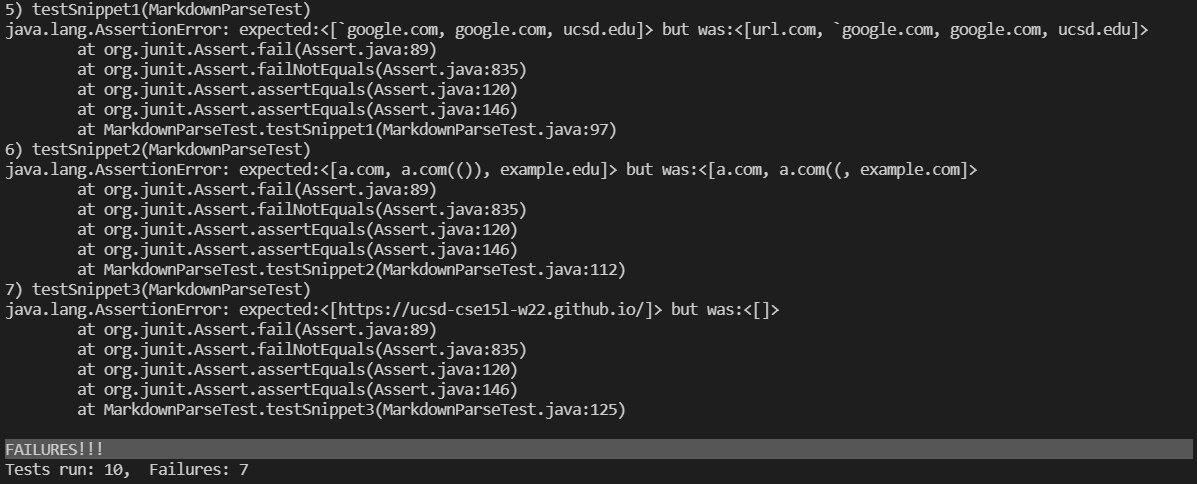 5) testSnippet1(MarkdownParseTest)
java.lang.AssertionError: expected:<[`google.com, google.com, ucsd.edu]> but was:<[url.com, `google.com, google.com, ucsd.edu]>
        at org.junit.Assert.fail(Assert.java:89)
        at org.junit.Assert.failNotEquals(Assert.java:835)
        at org.junit.Assert.assertEquals(Assert.java:120)
        at org.junit.Assert.assertEquals(Assert.java:146)
        at MarkdownParseTest.testSnippet1(MarkdownParseTest.java:97)
6) testSnippet2(MarkdownParseTest)
java.lang.AssertionError: expected:<[a.com, a.com(()), example.edu]> but was:<[a.com, a.com((, example.com]>
        at org.junit.Assert.fail(Assert.java:89)
        at org.junit.Assert.failNotEquals(Assert.java:835)
        at org.junit.Assert.assertEquals(Assert.java:120)
        at org.junit.Assert.assertEquals(Assert.java:146)
        at MarkdownParseTest.testSnippet2(MarkdownParseTest.java:112)
7) testSnippet3(MarkdownParseTest)
java.lang.AssertionError: expected:<[https://ucsd-cse15l-w22.github.io/]> but was:<[]>
        at org.junit.Assert.fail(Assert.java:89)
        at org.junit.Assert.failNotEquals(Assert.java:835)
        at org.junit.Assert.assertEquals(Assert.java:120)
        at org.junit.Assert.assertEquals(Assert.java:146)
        at MarkdownParseTest.testSnippet3(MarkdownParseTest.java:125)
FAILURES!!!
Tests run: 10,  Failures: 7